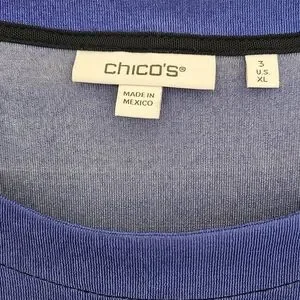 chico's®
MADE IN
MEXICO
3
U.S.
XL